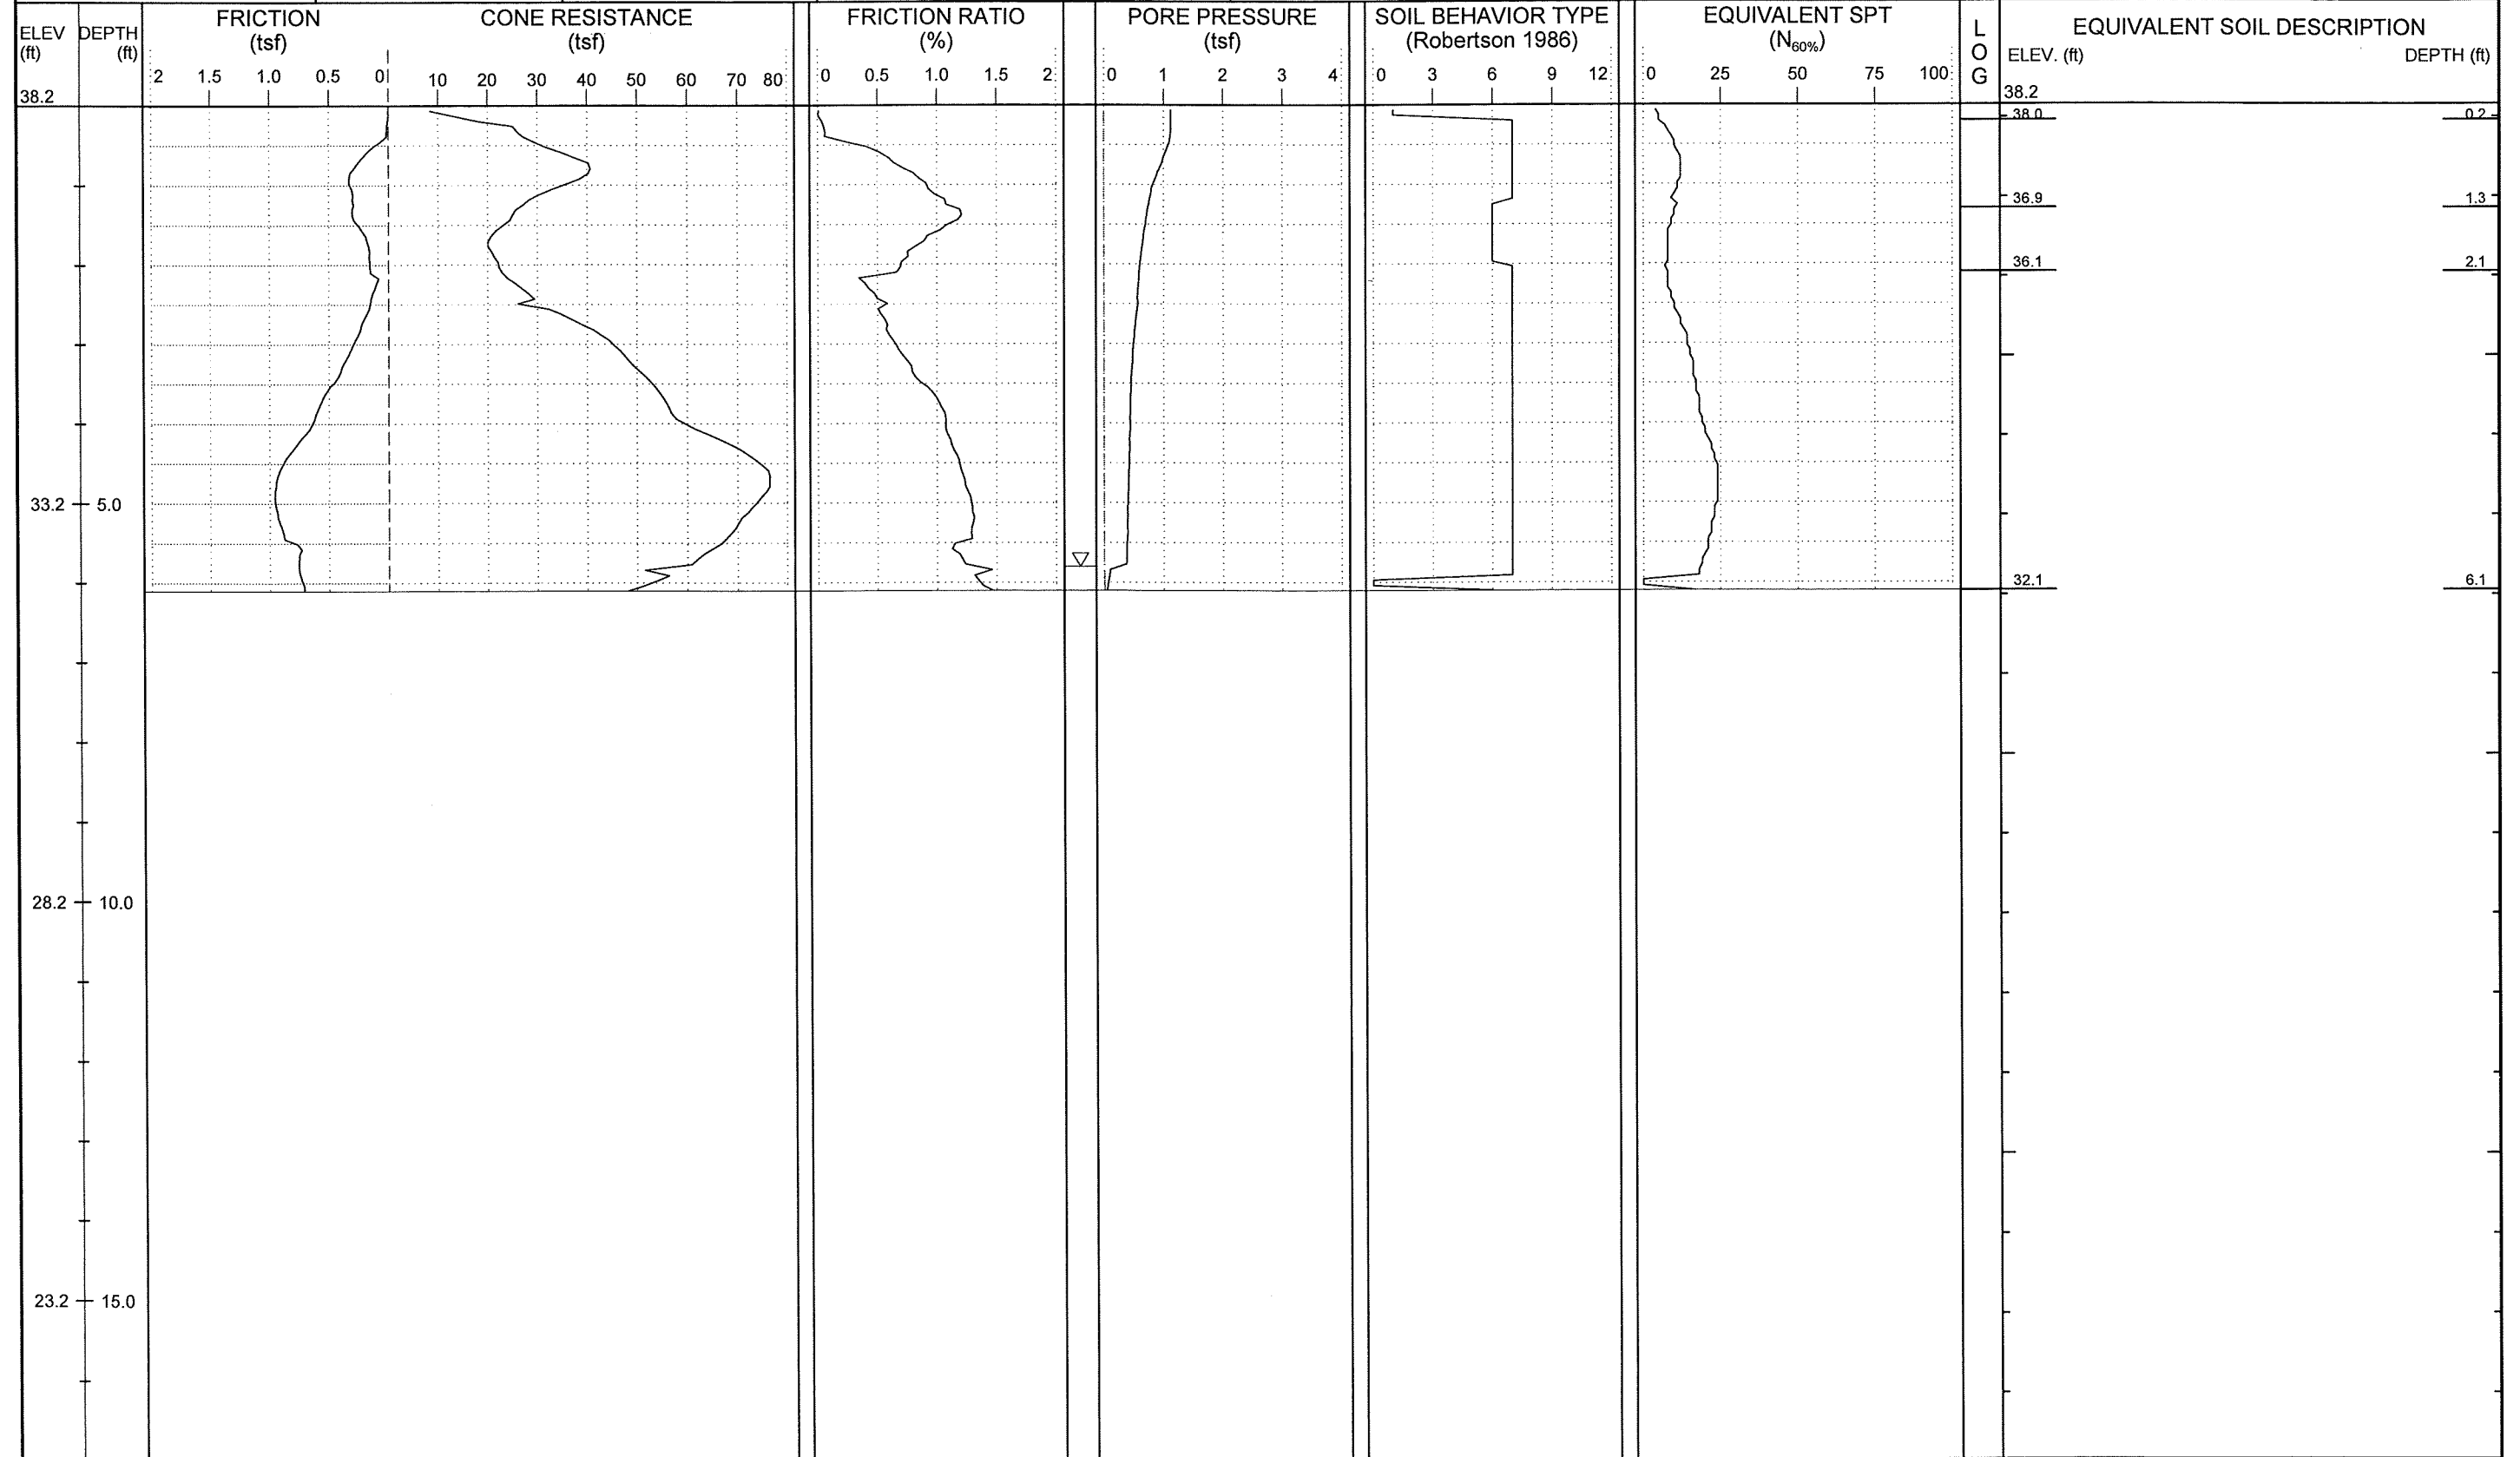 FRICTION
(tsf)
CONE RESISTANCE
(tsf)
FRICTION RATIO
(%)
PORE PRESSURE
(tsf)
SOIL BEHAVIOR TYPE
(Robertson 1986)
EQUIVALENT SPT
(N60%)
L
O
G
EQUIVALENT SOIL DESCRIPTION
ELEV. (ft) DEPTH (ft)
ELEV
(ft)
DEPTH
(ft)
2 1.5 1.0 0.5 0
10 20 30 40 50 60 70 80
0 0.5 1.0 1.5 2
0 1 2 3 4
0 3 6 9 12
0 25 50 75 100
38.2
38.2
38.0 0.2
36.9 1.3
36.1 2.1
33.2 5.0
32.1 6.1
28.2 10.0
23.2 15.0